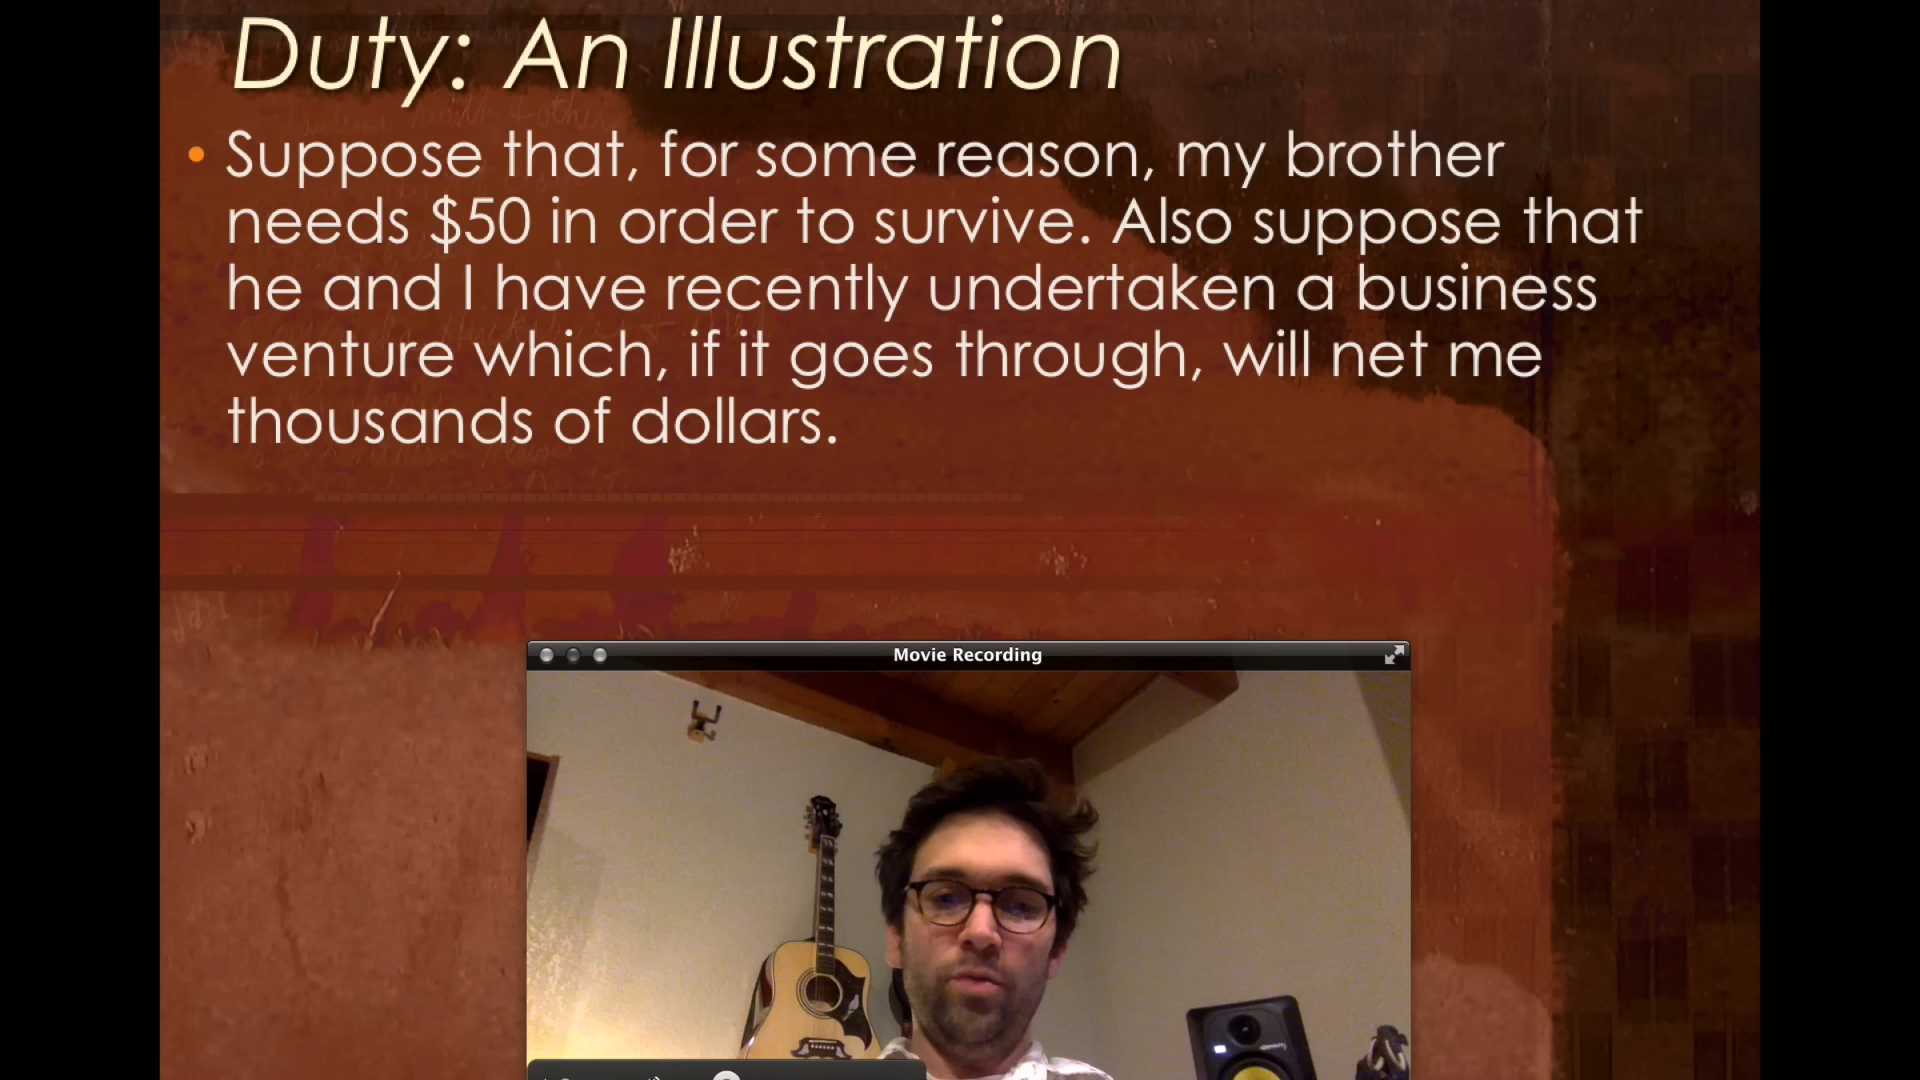 Duty: An Illustration
• Suppose that, for some reason, my brother
needs $50 in order to survive. Also suppose that
he and I have recently undertaken a business
venture which, if it goes through, will net me
thousands of dollars.
Movie Recording